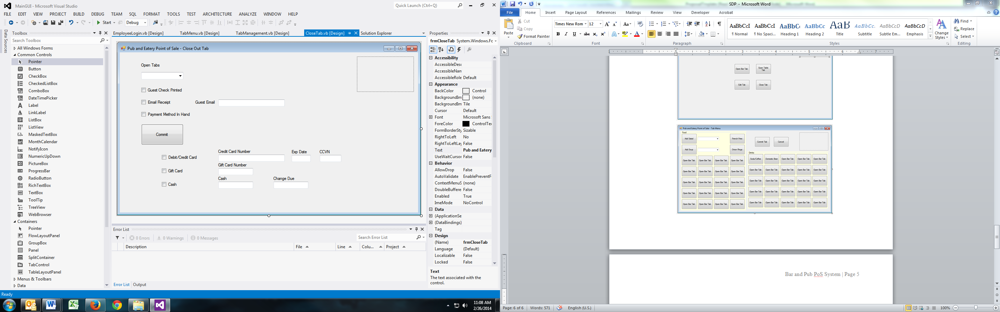 MainGUI - Microsoft Visual Studio
Quick Launch (Ctrl+Q)
FILE EDIT VIEW PROJECT BUILD DEBUG TEAM SQL FORMAT TOOLS TEST ARCHITECTURE ANALYZE WINDOW HELP
Start Debug
Data Sources
Toolbox
Search Toolbox
All Windows Forms
Common Controls
Pointer
Button
CheckBox
CheckedListBox
ComboBox
DateTimePicker
Label
LinkLabel
ListBox
ListView
MaskedTextBox
MonthCalendar
NotifyIcon
NumericUpDown
PictureBox
ProgressBar
RadioButton
RichTextBox
TextBox
ToolTip
TreeView
WebBrowser
Containers
Pointer
FlowLayoutPanel
GroupBox
Panel
SplitContainer
TabControl
TableLayoutPanel
Menus & Toolbars
Data
EmployeeLogin.vb [Design] TabMenu.vb [Design] TabManagement.vb [Design] CloseTab.vb [Design] Solution Explorer
Pub and Eatery Point of Sale - Close Out Tab
Open Tabs
Guest Check Printed
Email Receipt Guest Email
Payment Method In Hand
Commit
Credit Card Number Exp Date CCVN
Debit/Credit Card
Gift Card Number
Gift Card
Cash Change Due
Cash
Error List
0 Errors 0 Warnings 0 Messages Search Error List
Description File Line Colu... Project
Error List Output
Properties
frmCloseTab System.Windows.Fc
Accessibility
AccessibleDesc
AccessibleNam
AccessibleRole Default
Appearance
BackColor Control
BackgroundIm (none)
BackgroundIm Tile
Cursor Default
Font Microsoft Sans
ForeColor ControlTex
FormBorderSty Sizable
RightToLeft No
RightToLeftLay False
Text Pub and Eatery
UseWaitCursor False
Behavior
AllowDrop False
AutoValidate EnablePreventF
ContextMenuS (none)
DoubleBuffere False
Enabled True
ImeMode NoControl
Data
(ApplicationSe
(DataBindings)
Tag
Design
(Name) frmCloseTab
Language (Default)
Localizable False
Locked False
Text
The text associated with the
control.
Ready
11:08 AM
2/26/2014
SDP - Microsoft Word
File Home Insert Page Layout References Mailings Review View Developer Acrobat
Paste
Cut
Copy
Format Painter
Clipboard
Times New Rom 12
Font
Paragraph
AaBbCcI AaBbCcI AaBbCc AaBbCc AaB AaBbCc. AaBbCcD AaBbCcD
¶ Normal ¶ No Spaci... Heading 1 Heading 2 Title Subtitle Subtle Em... Emphasis
Change
Styles
Styles
Find
Replace
Select
Editing
1 1 2 3 4 5 6 7
Open Bar Tab Open Table Tab
Edit Tab Close Tab
Pub and Eatery Point of Sale - Tab Menu
Food
Add Salad French Fries Commit Tab Cancel
Add Soup Onion Rings
Drinks
Open Bar Tab Open Bar Tab Open Bar Tab Open Bar Tab Soda/Coffee Domestic Beer Open Bar Tab Open Bar Tab Open Bar Tab
Open Bar Tab Open Bar Tab Open Bar Tab Open Bar Tab Open Bar Tab Open Bar Tab Open Bar Tab Open Bar Tab Open Bar Tab
Open Bar Tab Open Bar Tab Open Bar Tab Open Bar Tab Open Bar Tab Open Bar Tab Open Bar Tab Open Bar Tab Open Bar Tab
Open Bar Tab Open Bar Tab Open Bar Tab Open Bar Tab Open Bar Tab Open Bar Tab Open Bar Tab Open Bar Tab Open Bar Tab
Open Bar Tab Open Bar Tab Open Bar Tab Open Bar Tab Open Bar Tab Open Bar Tab Open Bar Tab Open Bar Tab Open Bar Tab
Bar and Pub PoS System | Page 5
Page: 6 of 6 Words: 571 English (U.S.) 100%